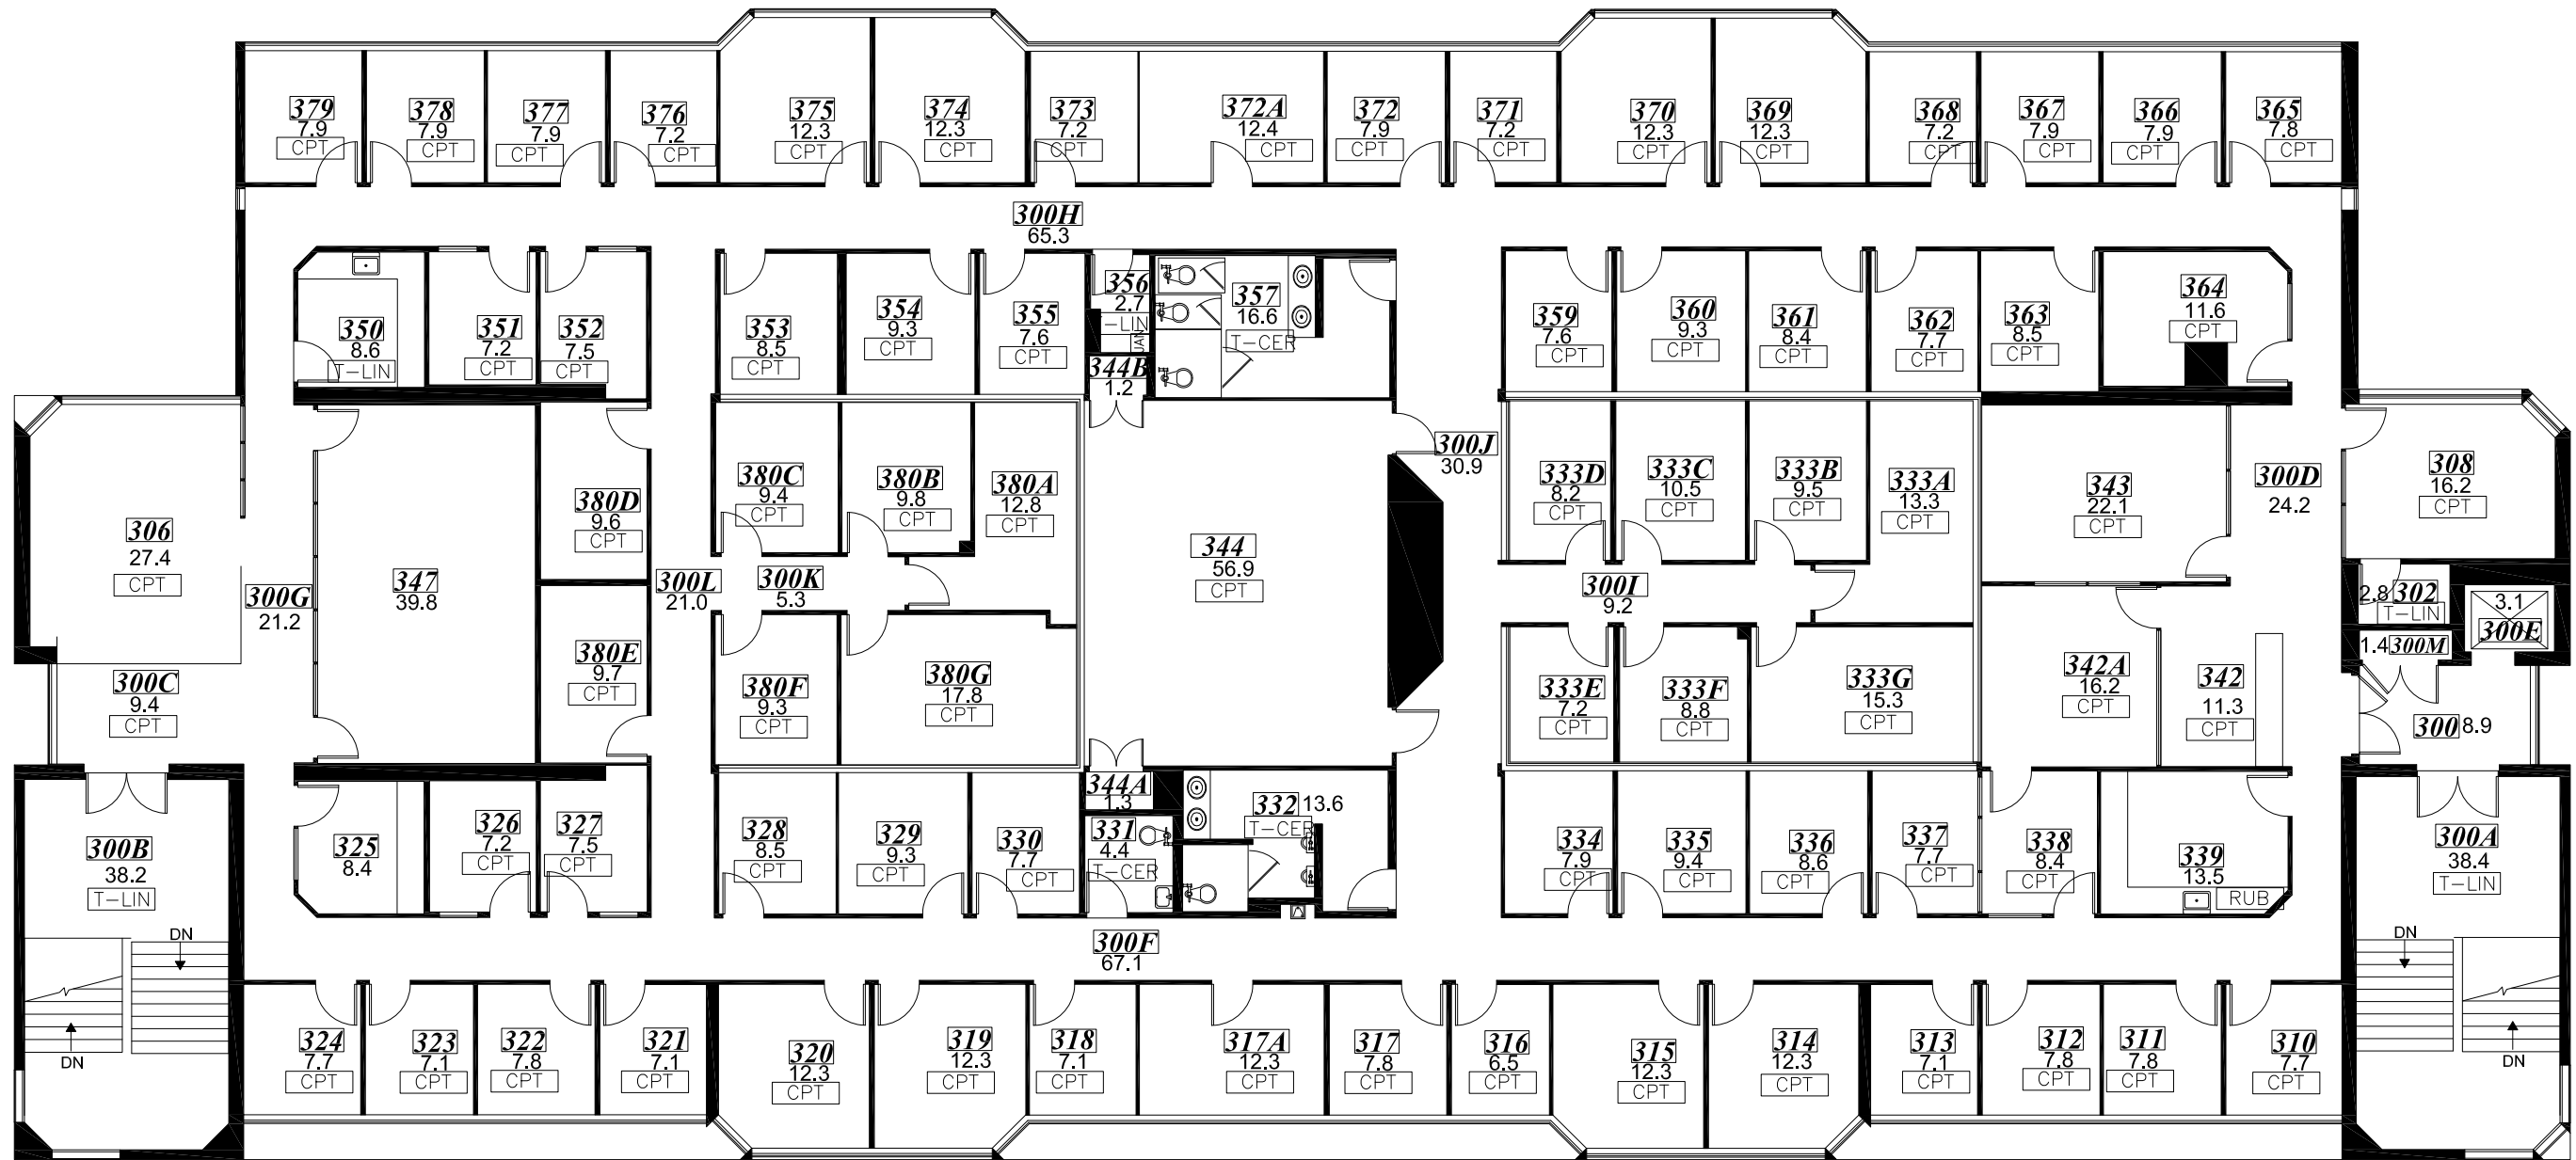 379
7.9
CPT
378
7.9
CPT
377
7.9
CPT
376
7.2
CPT
375
12.3
CPT
374
12.3
CPT
373
7.2
CPT
372A
12.4
CPT
372
7.9
CPT
371
7.2
CPT
370
12.3
CPT
369
12.3
CPT
368
7.2
CPT
367
7.9
CPT
366
7.9
CPT
365
7.8
CPT
300H
65.3
350
8.6
T-LIN
351
7.2
CPT
352
7.5
CPT
353
8.5
CPT
354
9.3
CPT
355
7.6
CPT
356
2.7
T-LIN
JAN
357
16.6
T-CER
359
7.6
CPT
360
9.3
CPT
361
8.4
CPT
362
7.7
CPT
363
8.5
CPT
364
11.6
CPT
344B
1.2
306
27.4
CPT
300G
21.2
347
39.8
380D
9.6
CPT
300L
21.0
380C
9.4
CPT
380B
9.8
CPT
380A
12.8
CPT
300K
5.3
344
56.9
CPT
300J
30.9
333D
8.2
CPT
333C
10.5
CPT
333B
9.5
CPT
333A
13.3
CPT
300I
9.2
343
22.1
CPT
300D
24.2
308
16.2
CPT
2.8 302
T-LIN
3.1
300E
1.4 300M
300 8.9
300C
9.4
CPT
380E
9.7
CPT
380F
9.3
CPT
380G
17.8
CPT
333E
7.2
CPT
333F
8.8
CPT
333G
15.3
CPT
342A
16.2
CPT
342
11.3
CPT
344A
1.3
300B
38.2
T-LIN
DN
DN
325
8.4
326
7.2
CPT
327
7.5
CPT
328
8.5
CPT
329
9.3
CPT
330
7.7
CPT
331
4.4
T-CER
332 13.6
T-CER
334
7.9
CPT
335
9.4
CPT
336
8.6
CPT
337
7.7
CPT
338
8.4
CPT
339
13.5
RUB
300A
38.4
T-LIN
DN
DN
300F
67.1
324
7.7
CPT
323
7.1
CPT
322
7.8
CPT
321
7.1
CPT
320
12.3
CPT
319
12.3
CPT
318
7.1
CPT
317A
12.3
CPT
317
7.8
CPT
316
6.5
CPT
315
12.3
CPT
314
12.3
CPT
313
7.1
CPT
312
7.8
CPT
311
7.8
CPT
310
7.7
CPT